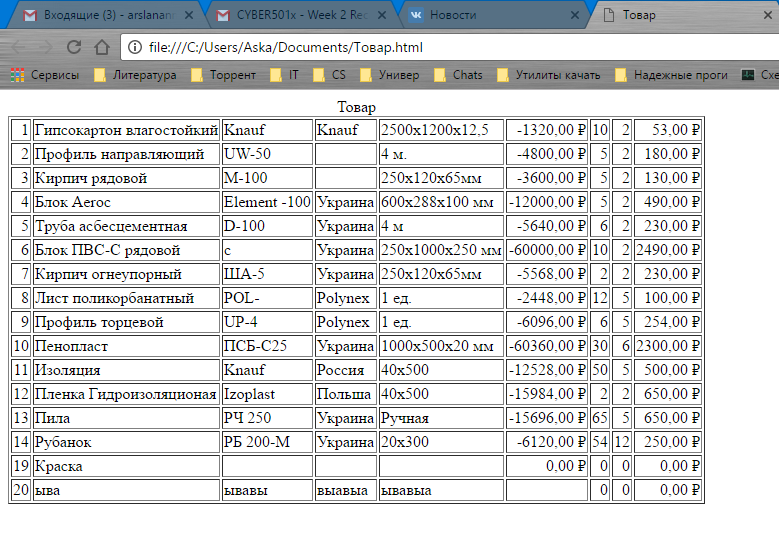 Входящие (3) - arslanann
CYBER501x - Week 2 Rec
Новости
Товар
file:///C:/Users/Aska/Documents/Товар.html
Сервисы Литература Торрент IT CS Универ Chats Утилиты качать Надежные проги Схе
Товар
1 Гипсокартон влагостойкий Knauf Knauf 2500x1200x12,5 -1320,00 ₽ 10 2 53,00 ₽
2 Профиль направляющий UW-50 4 м. -4800,00 ₽ 5 2 180,00 ₽
3 Кирпич рядовой М-100 250x120x65мм -3600,00 ₽ 5 2 130,00 ₽
4 Блок Aeroc Element -100 Украина 600x288x100 мм -12000,00 ₽ 5 2 490,00 ₽
5 Труба асбесцементная D-100 Украина 4 м -5640,00 ₽ 6 2 230,00 ₽
6 Блок ПВС-С рядовой с Украина 250x1000x250 мм -60000,00 ₽ 10 2 2490,00 ₽
7 Кирпич огнеупорный ША-5 Украина 250x120x65мм -5568,00 ₽ 2 2 230,00 ₽
8 Лист поликорбанатный POL- Polynex 1 ед. -2448,00 ₽ 12 5 100,00 ₽
9 Профиль торцевой UP-4 Polynex 1 ед. -6096,00 ₽ 6 5 254,00 ₽
10 Пенопласт ПСБ-С25 Украина 1000x500x20 мм -60360,00 ₽ 30 6 2300,00 ₽
11 Изоляция Knauf Россия 40x500 -12528,00 ₽ 50 5 500,00 ₽
12 Пленка Гидроизоляционая Izoplast Польша 40x500 -15984,00 ₽ 2 2 650,00 ₽
13 Пила РЧ 250 Украина Ручная -15696,00 ₽ 65 5 650,00 ₽
14 Рубанок РБ 200-М Украина 20x300 -6120,00 ₽ 54 12 250,00 ₽
19 Краска 0,00 ₽ 0 0 0,00 ₽
20 ыва ывавы выавыа ывавыа 0 0 0,00 ₽